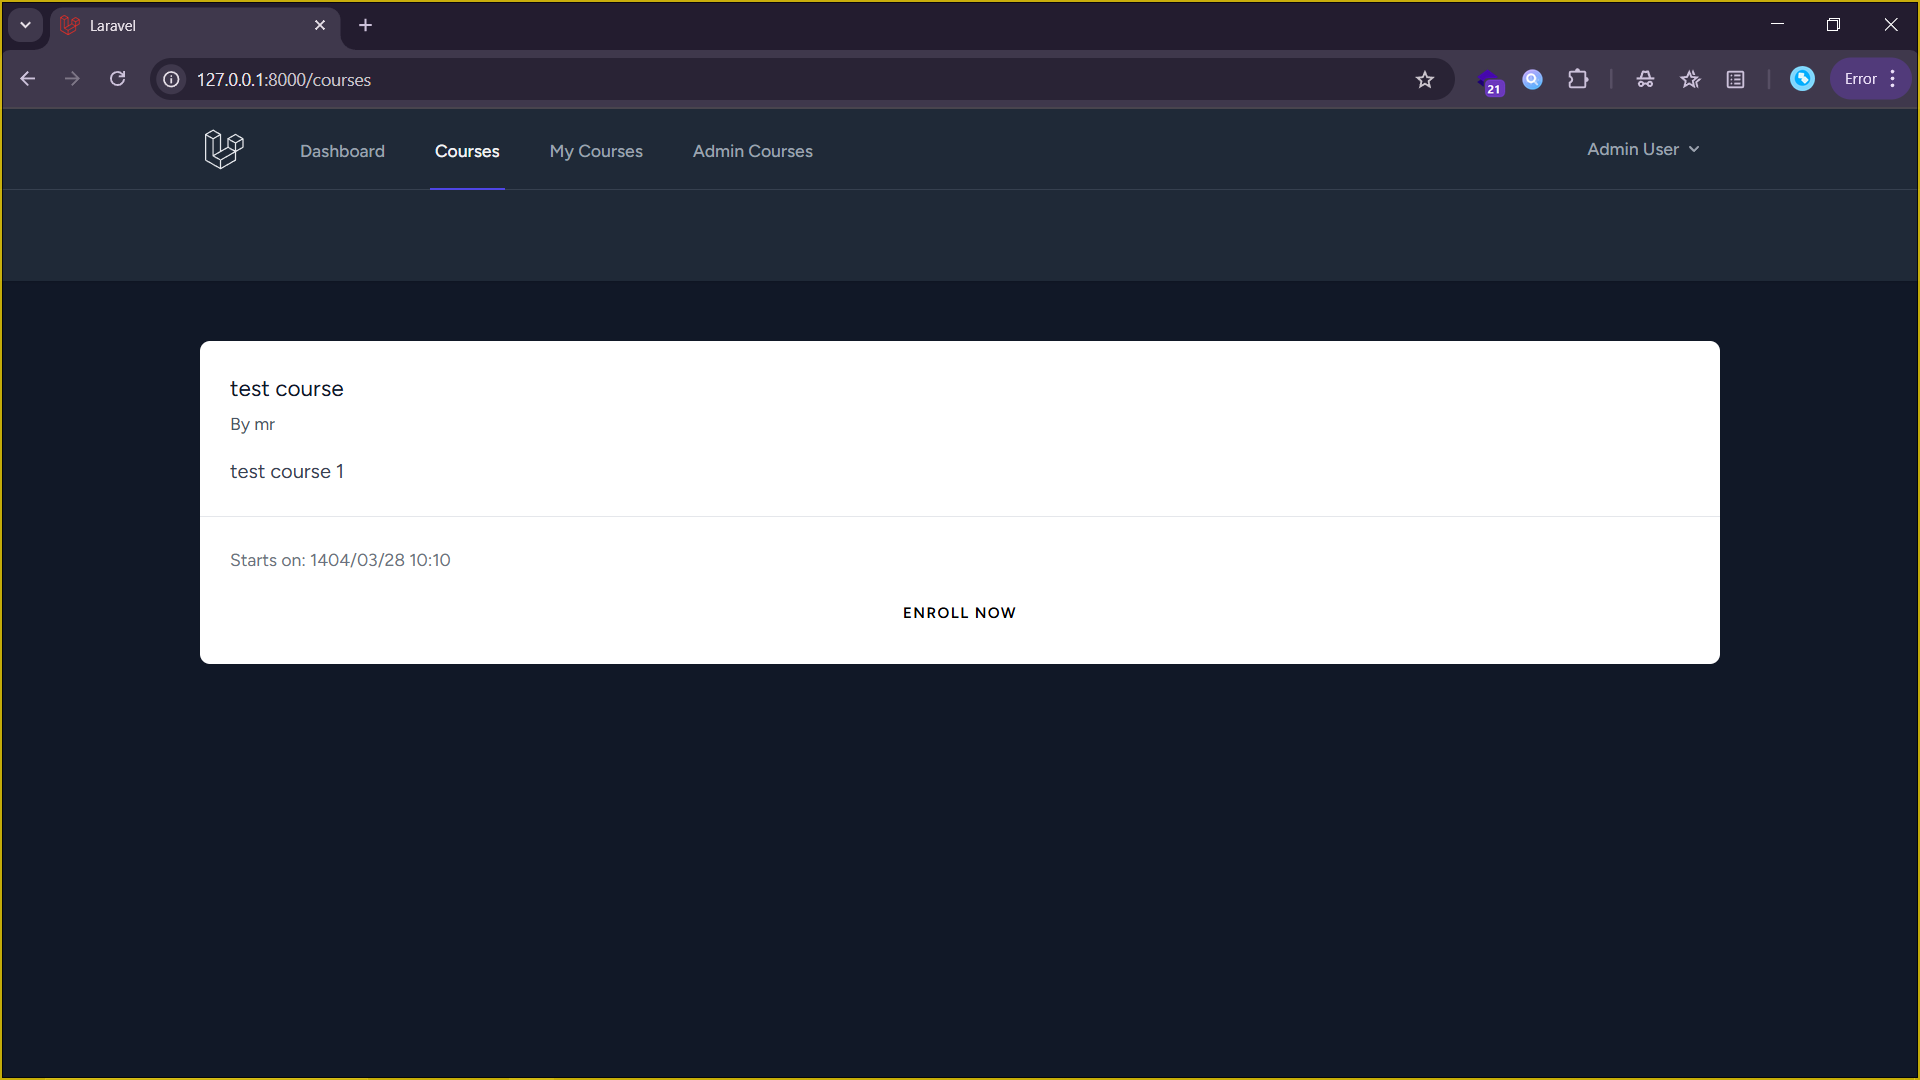 Laravel
127.0.0.1:8000/courses
21
Error
Dashboard
Courses
My Courses
Admin Courses
Admin User
test course
By mr
test course 1
Starts on: 1404/03/28 10:10
ENROLL NOW